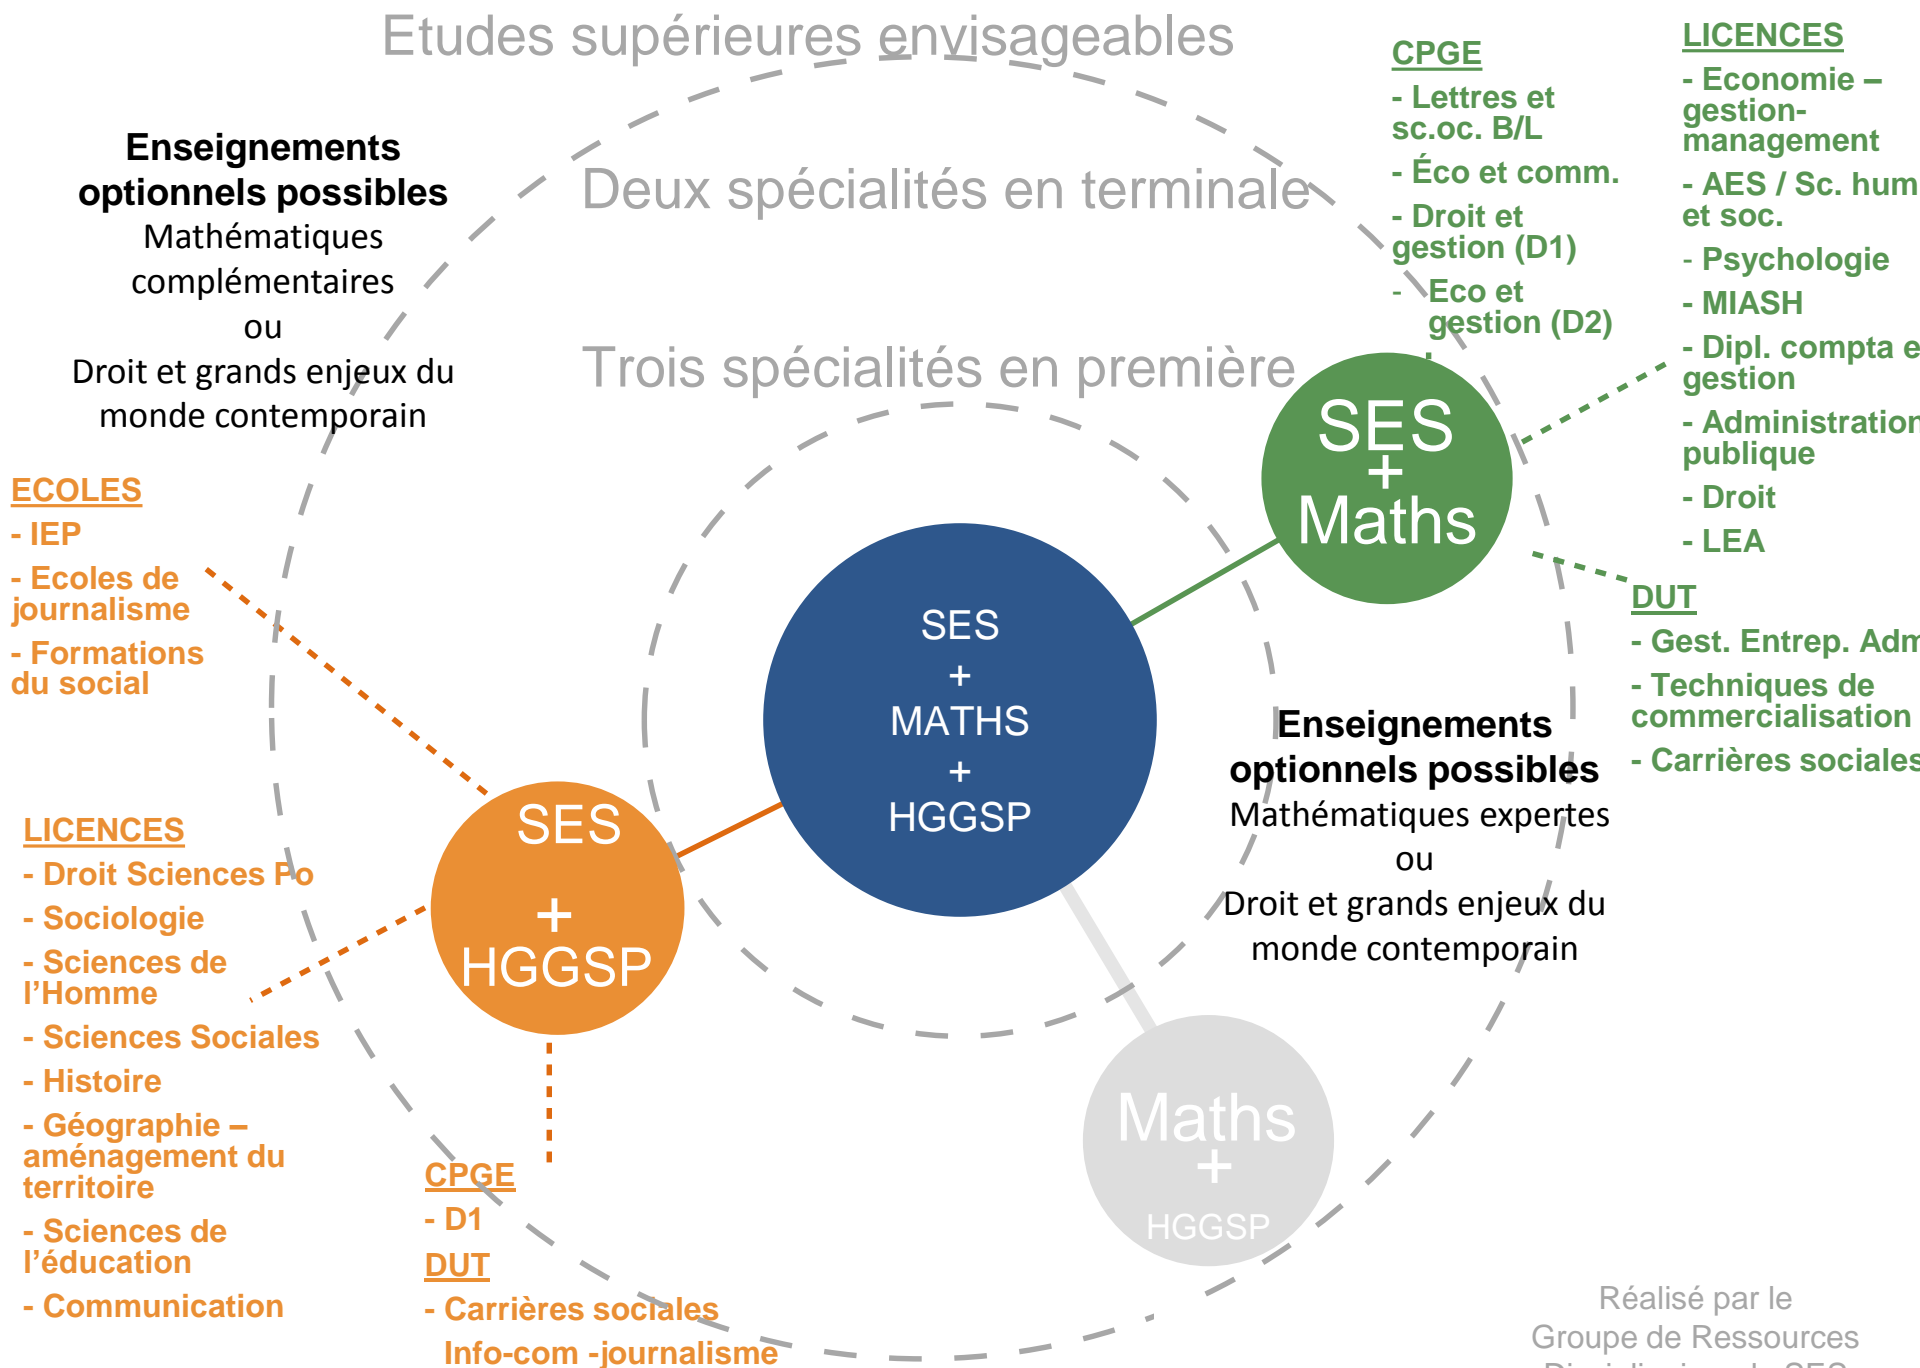 Etudes supérieures envisageables
Deux spécialités en terminale
Trois spécialités en première
Enseignements
optionnels possibles
Mathématiques
complémentaires
ou
Droit et grands enjeux du
monde contemporain
ECOLES
- IEP
- Ecoles de
journalisme
- Formations
du social
LICENCES
- Droit Sciences Po
- Sociologie
- Sciences de
l'Homme
- Sciences Sociales
- Histoire
- Géographie –
aménagement du
territoire
- Sciences de
l'éducation
- Communication
SES
+
HGGSP
CPGE
- D1
DUT
- Carrières sociales
Info-com -journalisme
SES
+
MATHS
+
HGGSP
SES
+
Maths
Maths
+
HGGSP
CPGE
- Lettres et
sc.oc. B/L
- Éco et comm.
- Droit et
gestion (D1)
- Eco et
gestion (D2)
LICENCES
- Economie –
gestion-
management
- AES / Sc. hum
et soc.
- Psychologie
- MIASH
- Dipl. compta e
gestion
- Administration
publique
- Droit
- LEA
DUT
- Gest. Entrep. Adm
- Techniques de
commercialisation
- Carrières sociales
Enseignements
optionnels possibles
Mathématiques expertes
ou
Droit et grands enjeux du
monde contemporain
Réalisé par le
Groupe de Ressources
Disciplinaires de SES